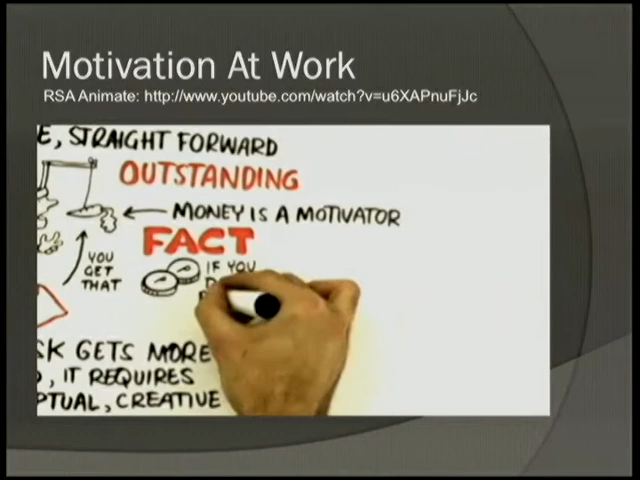 Motivation At Work
RSA Animate: http://www.youtube.com/watch?v=u6XAPnuFjJc
E, STRAIGHT FORWARD
OUTSTANDING
MONEY IS A MOTIVATOR
FACT
YOU
GET
THAT
IF YOU
SK GETS MORE
, IT REQUIRES
PTUAL, CREATIVE